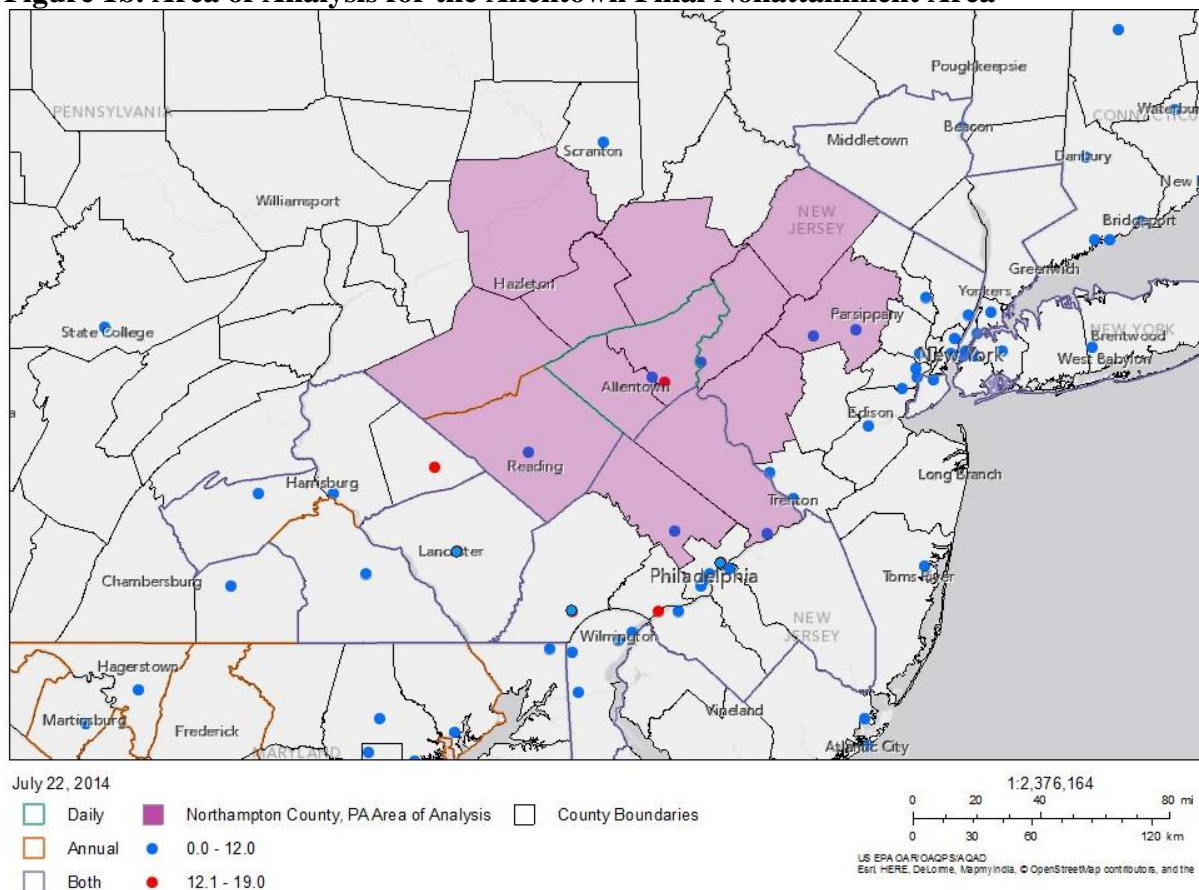 Figure 1b. Area of Analysis for the Allentown Final Nonattainment Area
Poughkeepsie
PENNSYLVANIA
CONNECTICU
Waterbur
Beacon
Middletown
Scranton
Danbury
New
Williamsport
NEW
JERSEY
Bridgeport
Greenwich
Hazleton
Yonkers
Parsippany
State College
NEW YORK
Brentwood
New York
West Babylon
Allentown
Edison
Reading
Long Branch
Harrisburg
Trenton
Lancaster
Chambersburg
Philadelphia
Toms River
NEW
JERSEY
Wilmington
Hagerstown
Martinsburg
Frederick
Vineland
MARYLAND
Atlantic City
July 22, 2014
Daily
Northampton County, PA Area of Analysis
County Boundaries
Annual
0.0 - 12.0
Both
12.1 - 19.0
1:2,376,164
0 20 40 80 mi
0 30 60 120 km
US EPA OAR/OAQPS/AQAD
Esri, HERE, DeLorme, MapmyIndia, © OpenStreetMap contributors, and the